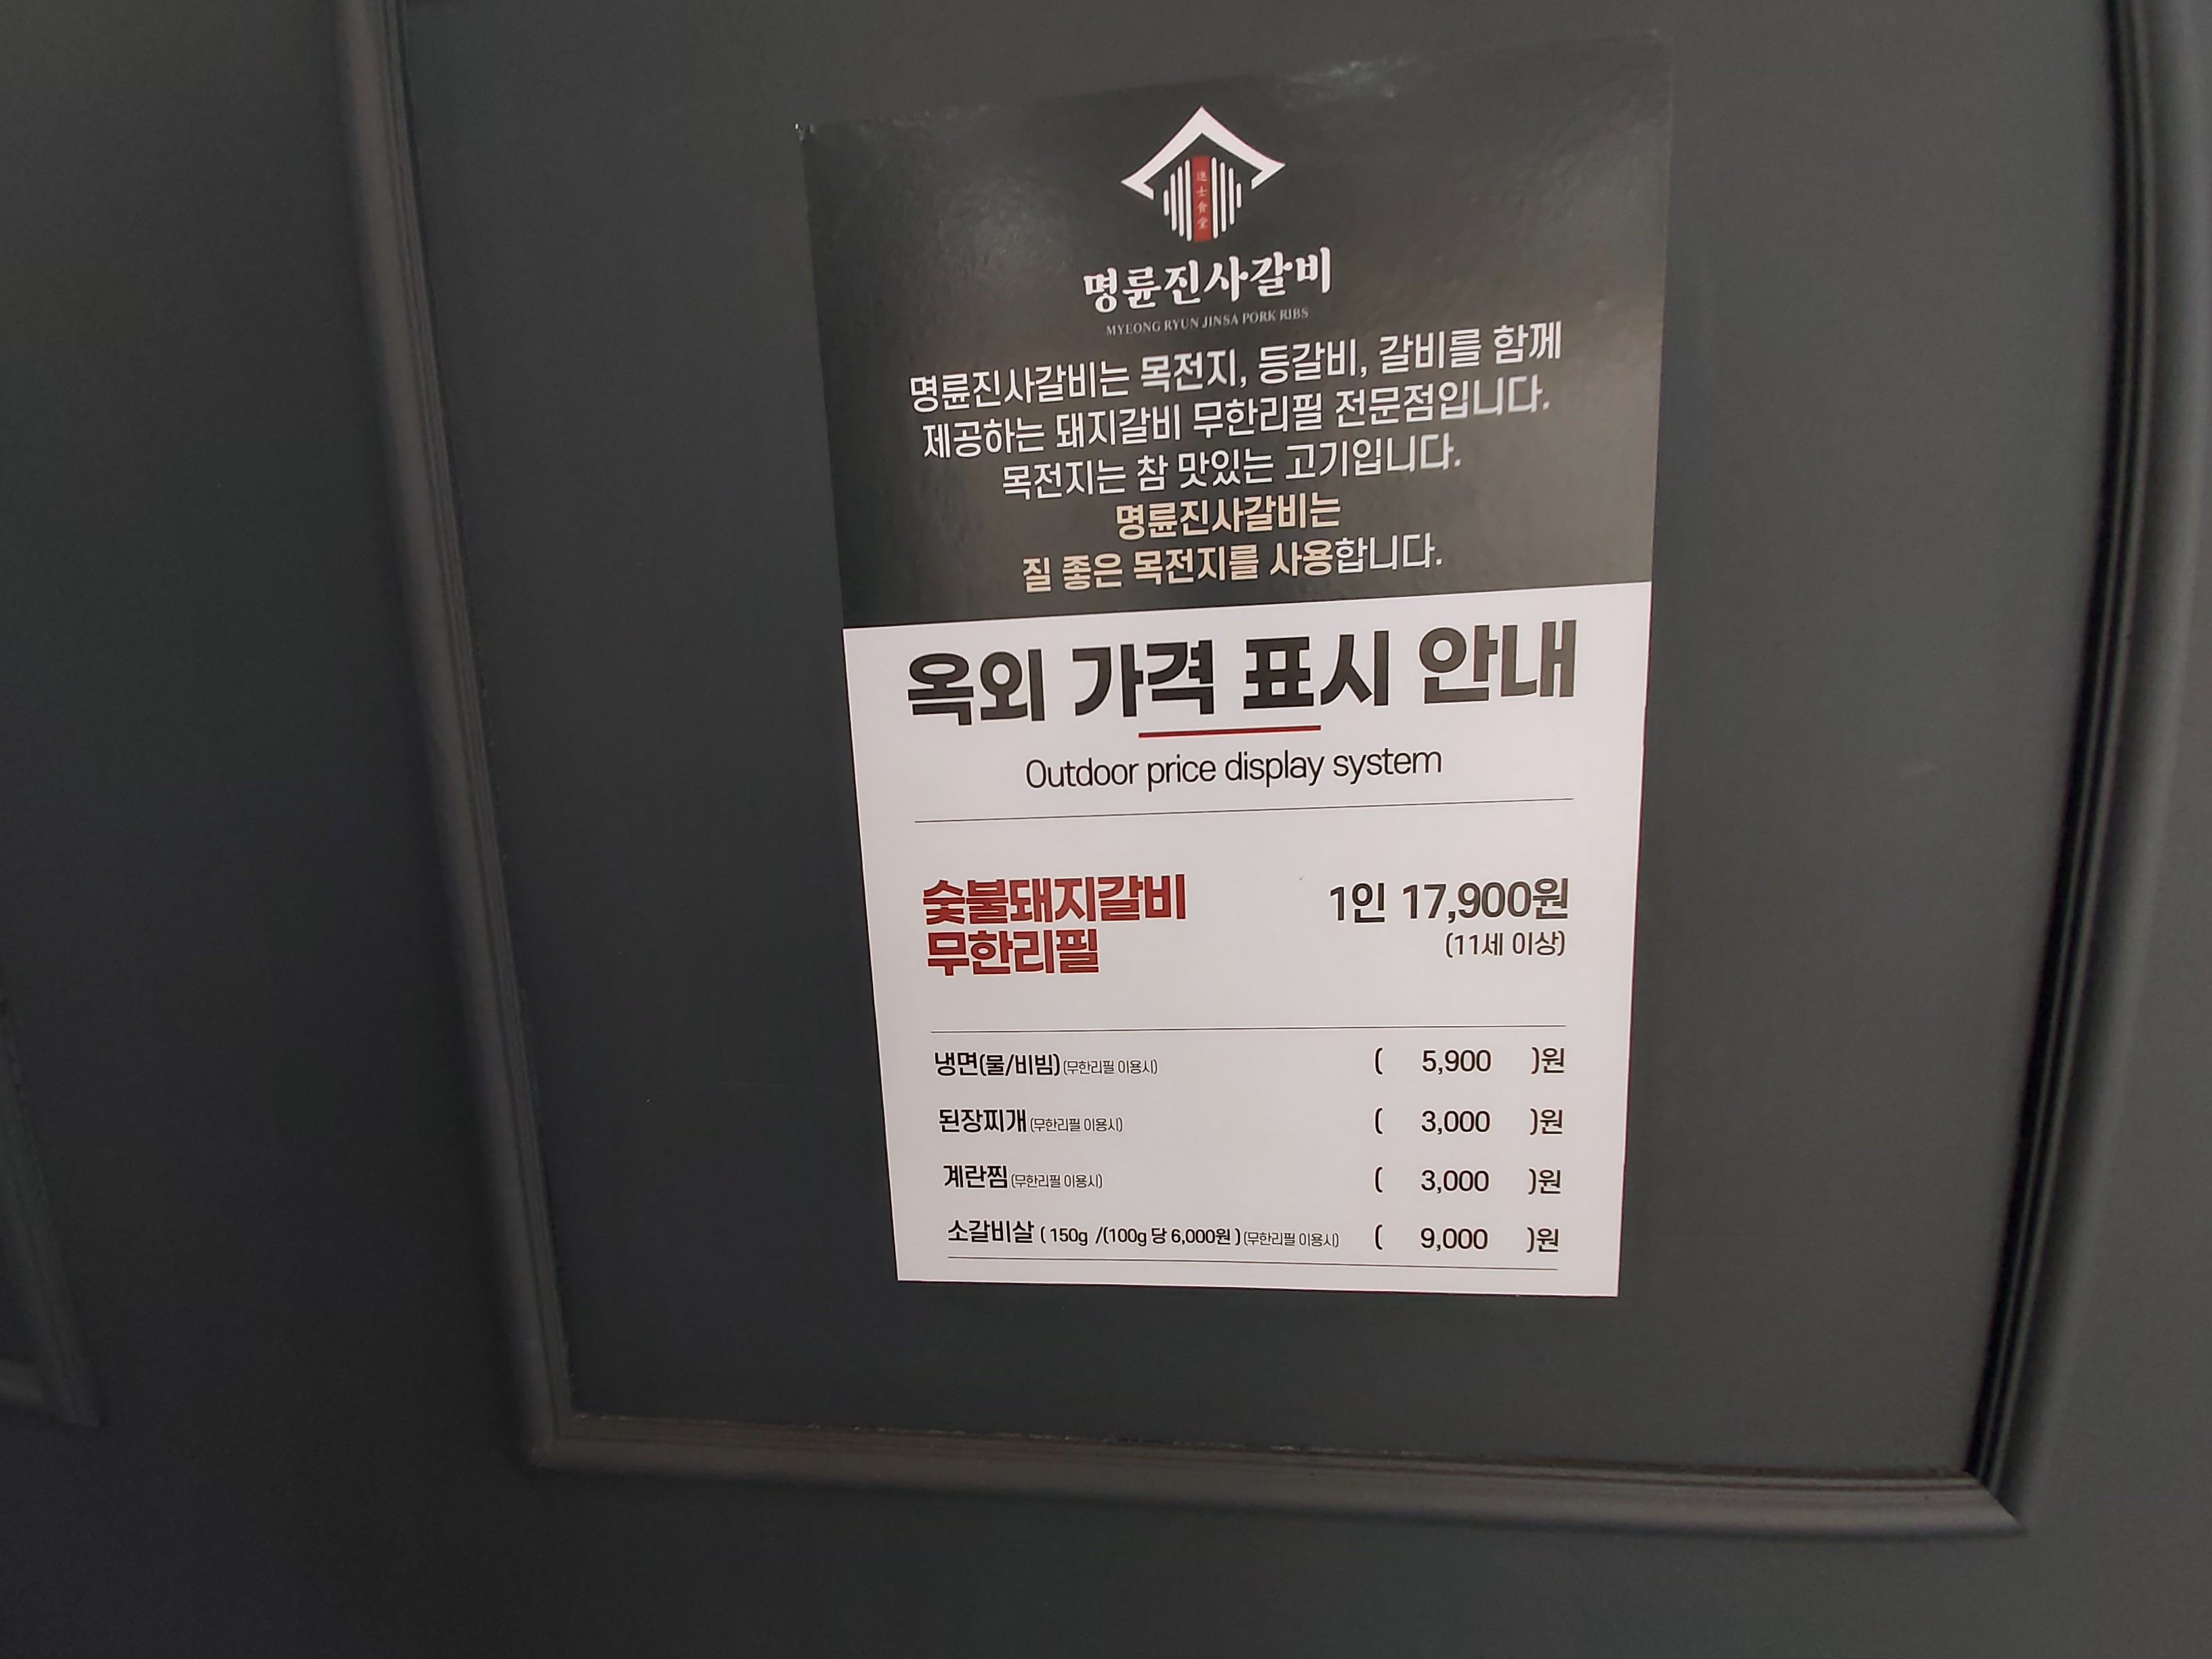 進士食堂
명륜진사갈비
MYEONG RYUN JINSA PORK RIBS
명륜진사갈비는 목전지, 등갈비, 갈비를 함께
제공하는 돼지갈비 무한리필 전문점입니다.
목전지는 참 맛있는 고기입니다.
명륜진사갈비는
질 좋은 목전지를 사용합니다.
옥외 가격 표시 안내
Outdoor price display system
숯불돼지갈비 1인 17,900원
무한리필 (11세 이상)
냉면(물/비빔) (무한리필 이용시) ( 5,900 )원
된장찌개 (무한리필 이용시) ( 3,000 )원
계란찜 (무한리필 이용시) ( 3,000 )원
소갈비살 ( 150g /(100g 당 6,000원 ) (무한리필 이용시) ( 9,000 )원